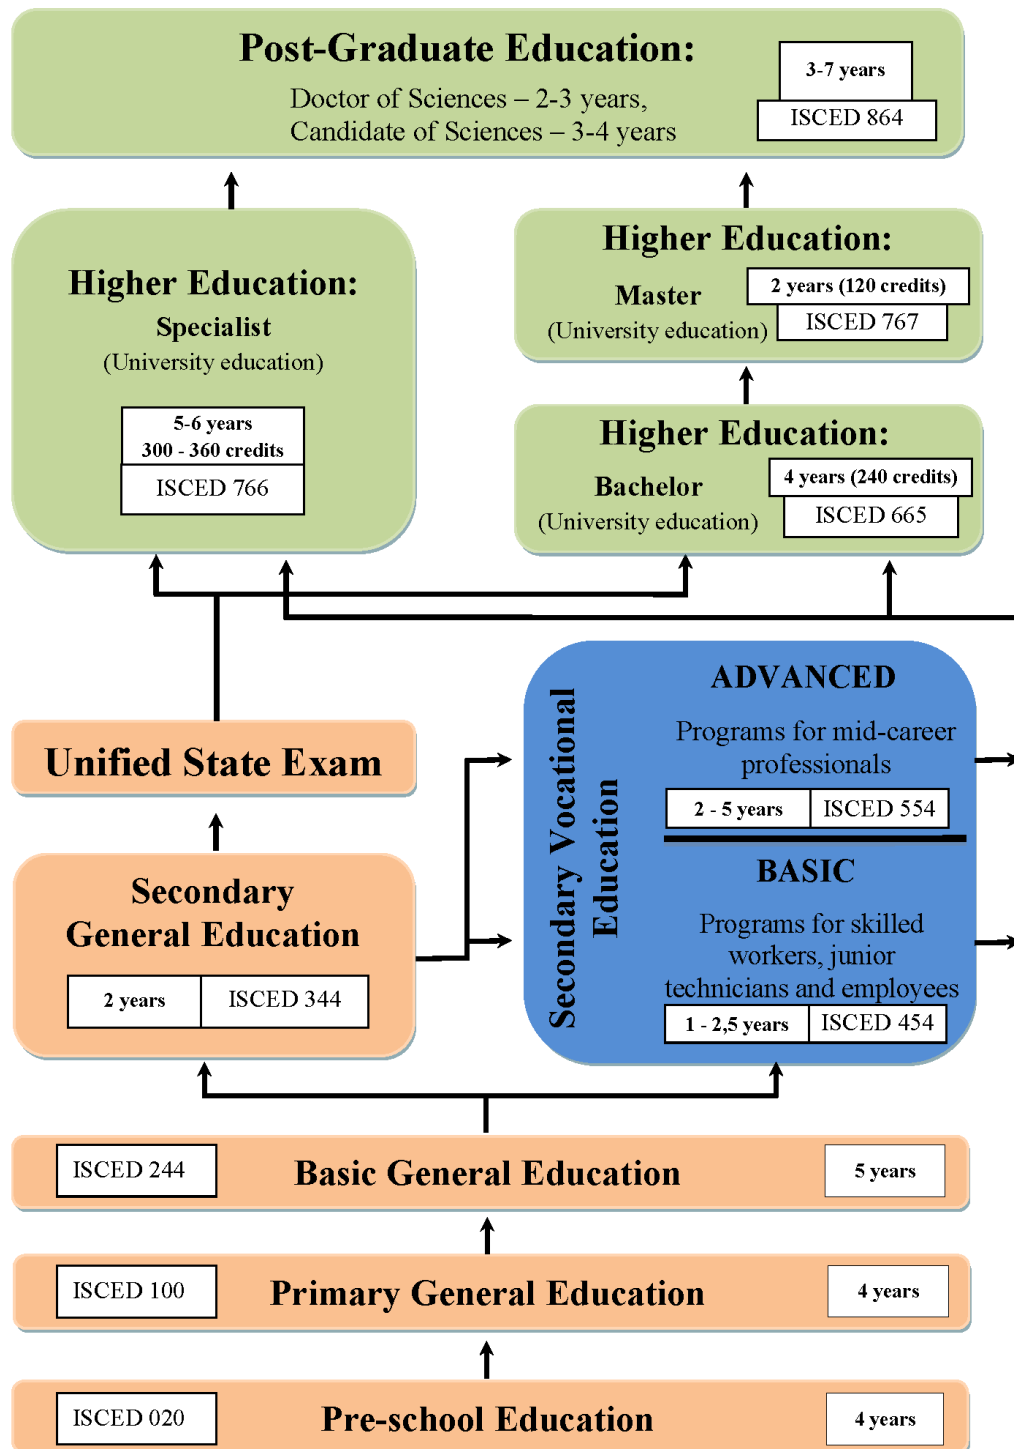 Post-Graduate Education:
Doctor of Sciences – 2-3 years,
Candidate of Sciences – 3-4 years
3-7 years
ISCED 864
Higher Education:
Specialist
(University education)
5-6 years
300 - 360 credits
ISCED 766
Higher Education:
Master
(University education)
2 years (120 credits)
ISCED 767
Higher Education:
Bachelor
(University education)
4 years (240 credits)
ISCED 665
Unified State Exam
Secondary
General Education
2 years
ISCED 344
Secondary Vocational
Education
ADVANCED
Programs for mid-career
professionals
2 - 5 years
ISCED 554
BASIC
Programs for skilled
workers, junior
technicians and employees
1 - 2,5 years
ISCED 454
ISCED 244
Basic General Education
5 years
ISCED 100
Primary General Education
4 years
ISCED 020
Pre-school Education
4 years